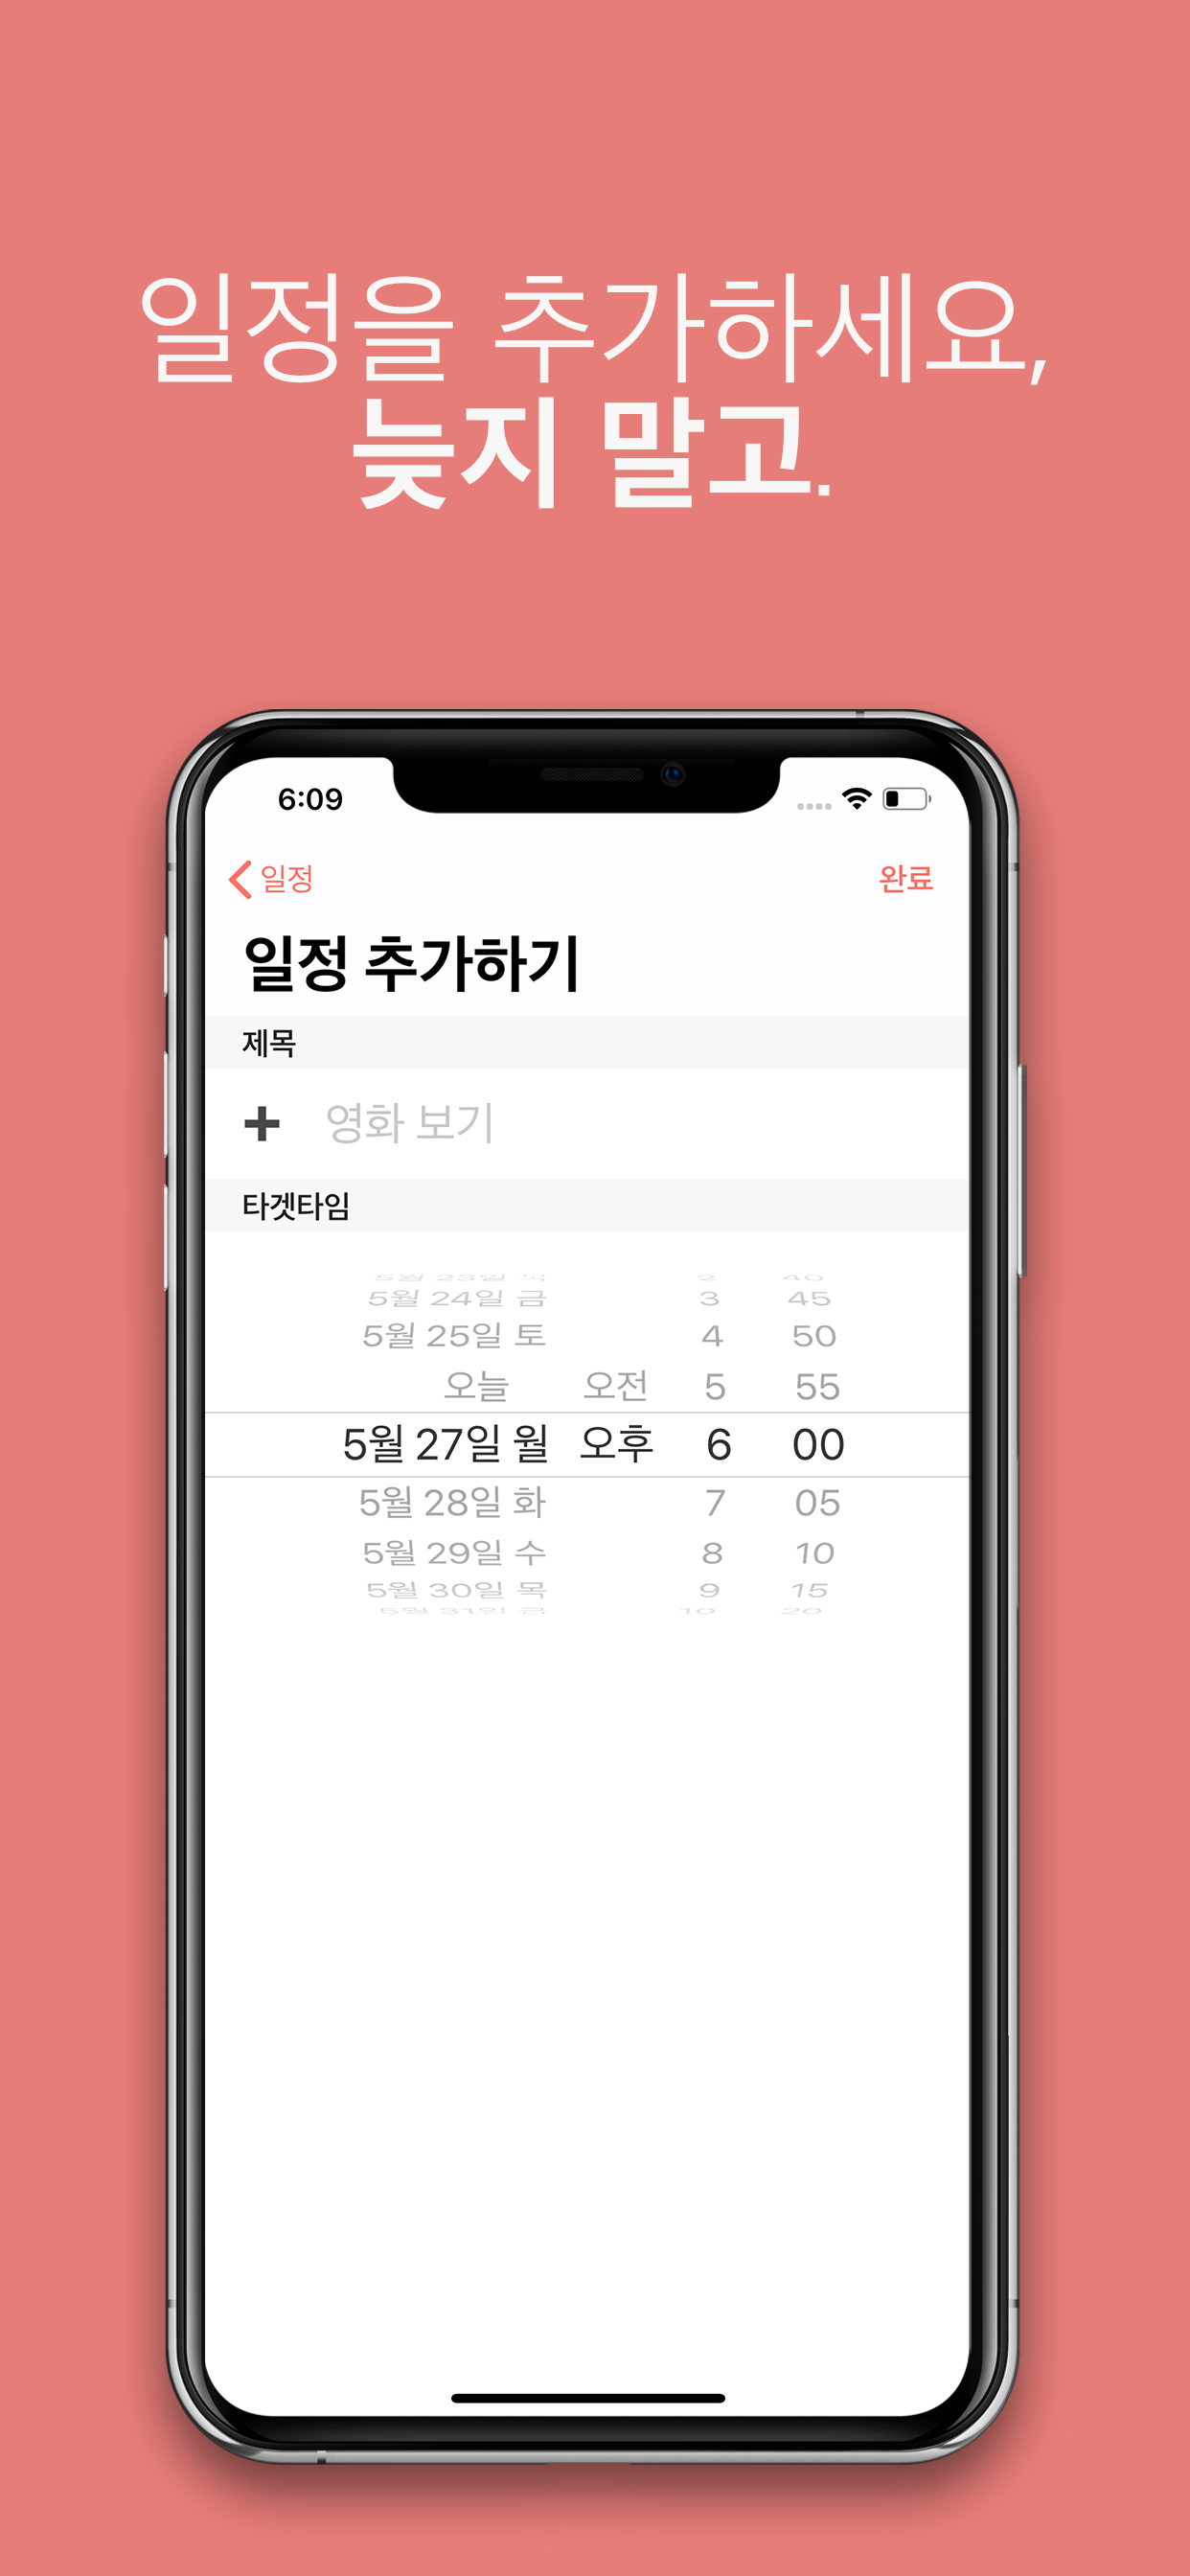 일정을 추가하세요,
늦지 말고.
6:09
일정 완료
일정 추가하기
제목
+ 영화 보기
타겟타임
5월 23일 목 2 40
5월 24일 금 3 45
5월 25일 토 4 50
오늘 오전 5 55
5월 27일 월 오후 6 00
5월 28일 화 7 05
5월 29일 수 8 10
5월 30일 목 9 15
5월 31일 금 10 20